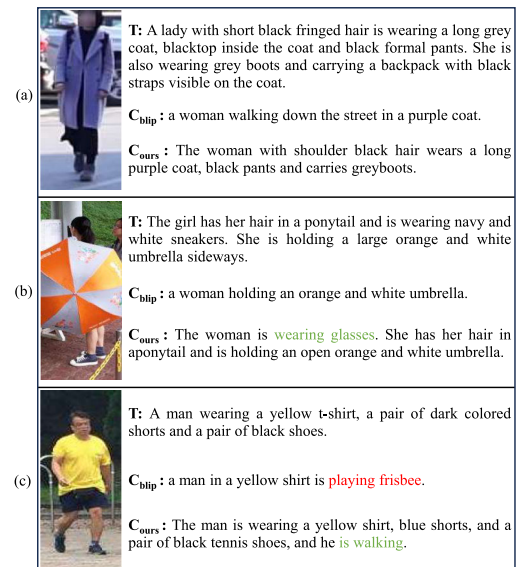 (a)
T: A lady with short black fringed hair is wearing a long grey
coat, blacktop inside the coat and black formal pants. She is
also wearing grey boots and carrying a backpack with black
straps visible on the coat.
C_blip : a woman walking down the street in a purple coat.
C_ours : The woman with shoulder black hair wears a long
purple coat, black pants and carries greyboots.
(b)
T: The girl has her hair in a ponytail and is wearing navy and
white sneakers. She is holding a large orange and white
umbrella sideways.
C_blip : a woman holding an orange and white umbrella.
C_ours : The woman is wearing glasses. She has her hair in
aponytail and is holding an open orange and white umbrella.
(c)
T: A man wearing a yellow t-shirt, a pair of dark colored
shorts and a pair of black shoes.
C_blip : a man in a yellow shirt is playing frisbee.
C_ours : The man is wearing a yellow shirt, blue shorts, and a
pair of black tennis shoes, and he is walking.